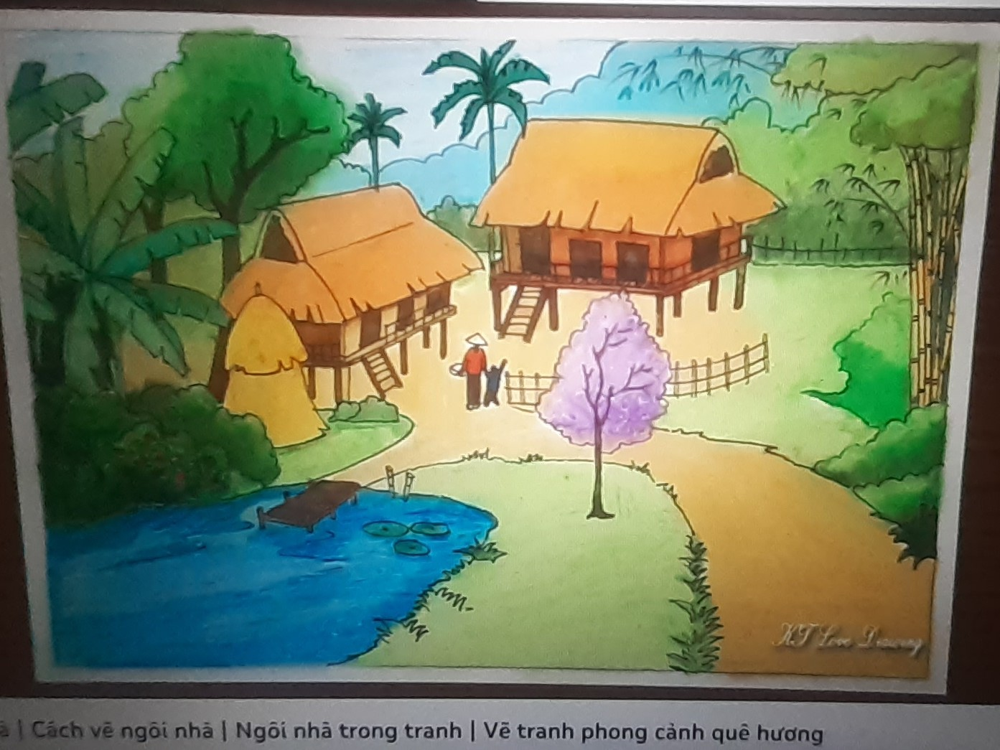 KT Love Drawing
| Cách vẽ ngôi nhà | Ngôi nhà trong tranh | Vẽ tranh phong cảnh quê hương